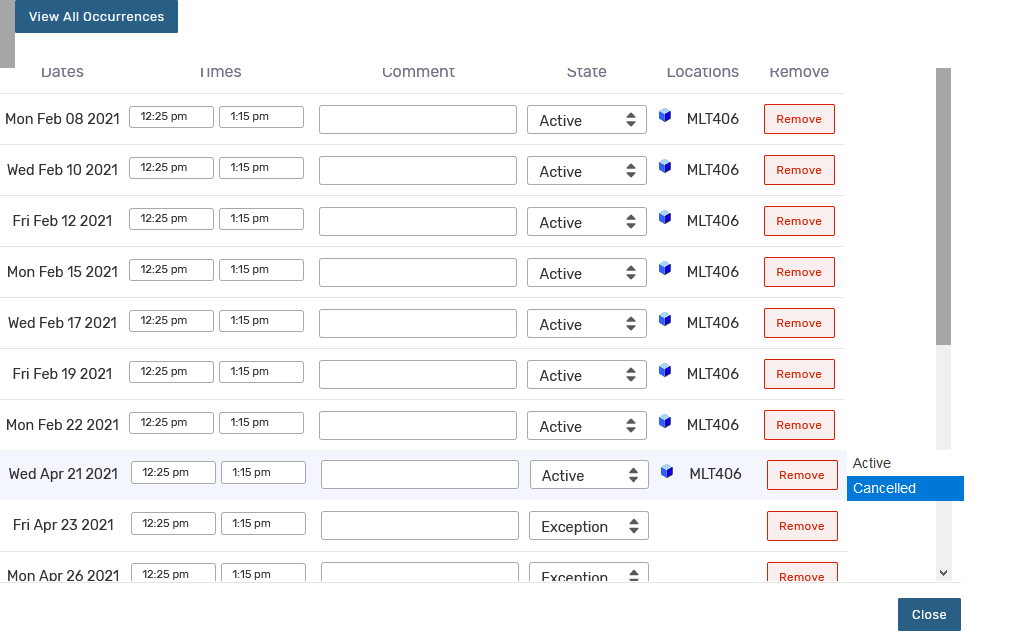 View All Occurrences
Dates Times Comment State Locations Remove
Mon Feb 08 2021 12:25 pm 1:15 pm Active MLT406 Remove
Wed Feb 10 2021 12:25 pm 1:15 pm Active MLT406 Remove
Fri Feb 12 2021 12:25 pm 1:15 pm Active MLT406 Remove
Mon Feb 15 2021 12:25 pm 1:15 pm Active MLT406 Remove
Wed Feb 17 2021 12:25 pm 1:15 pm Active MLT406 Remove
Fri Feb 19 2021 12:25 pm 1:15 pm Active MLT406 Remove
Mon Feb 22 2021 12:25 pm 1:15 pm Active MLT406 Remove
Wed Apr 21 2021 12:25 pm 1:15 pm Active MLT406 Remove Active
Cancelled
Fri Apr 23 2021 12:25 pm 1:15 pm Exception Remove
Mon Apr 26 2021 12:25 pm 1:15 pm Exception Remove
Close